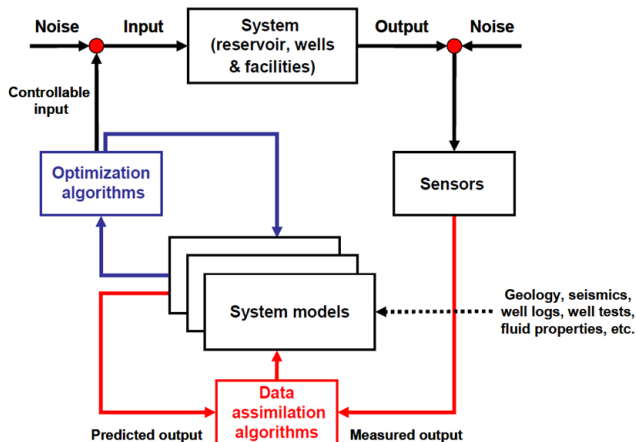 Noise
Input
System
(reservoir, wells
& facilities)
Output
Noise
Controllable
input
Optimization
algorithms
Sensors
System models
Geology, seismics,
well logs, well tests,
fluid properties, etc.
Data
assimilation
algorithms
Predicted output
Measured output